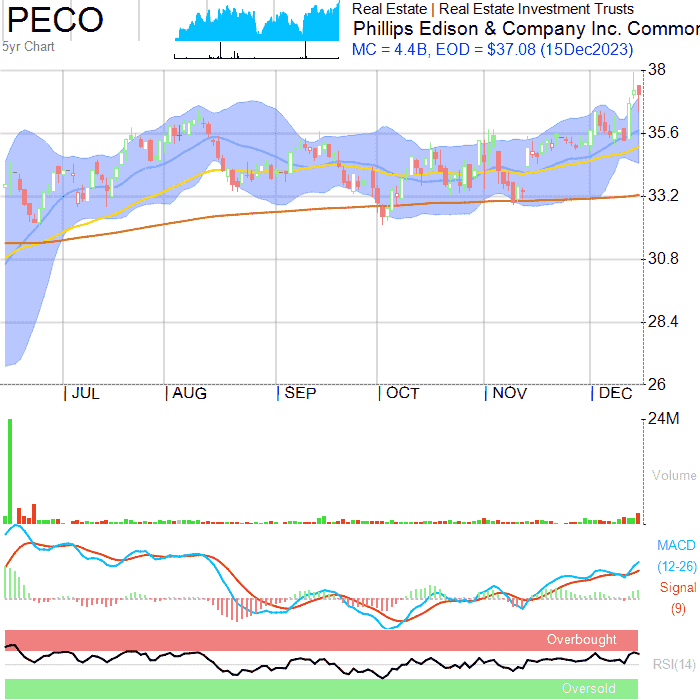 PECO
5yr Chart
Real Estate | Real Estate Investment Trusts
Phillips Edison & Company Inc. Common
MC = 4.4B, EOD = $37.08 (15Dec2023)
38
35.6
33.2
30.8
28.4
26
JUL AUG SEP OCT NOV DEC
24M
Volume
MACD
(12-26)
Signal
(9)
Overbought
RSI(14)
Oversold